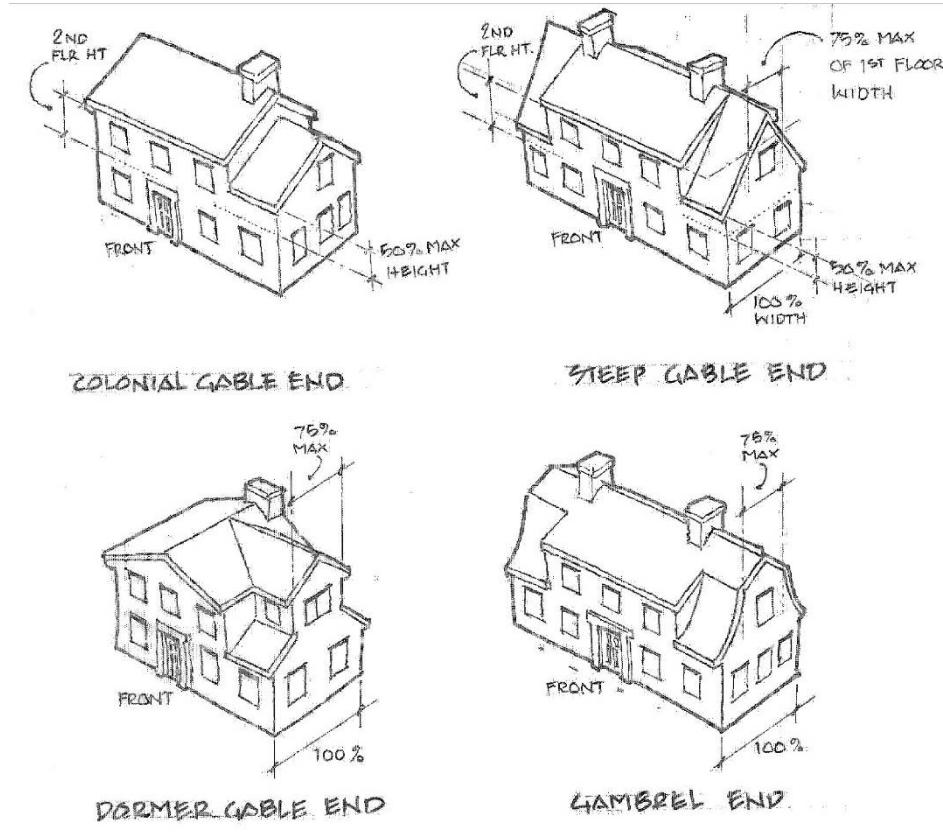 2ND
FLR HT
FRONT
50% MAX
HEIGHT
COLONIAL GABLE END
2ND
FLR HT.
75% MAX
OF 1ST FLOOR
WIDTH
FRONT
50% MAX
HEIGHT
100%
WIDTH
STEEP GABLE END
75%
MAX
FRONT
100%
DORMER GABLE END
75%
MAX
FRONT
100%
GAMBREL END